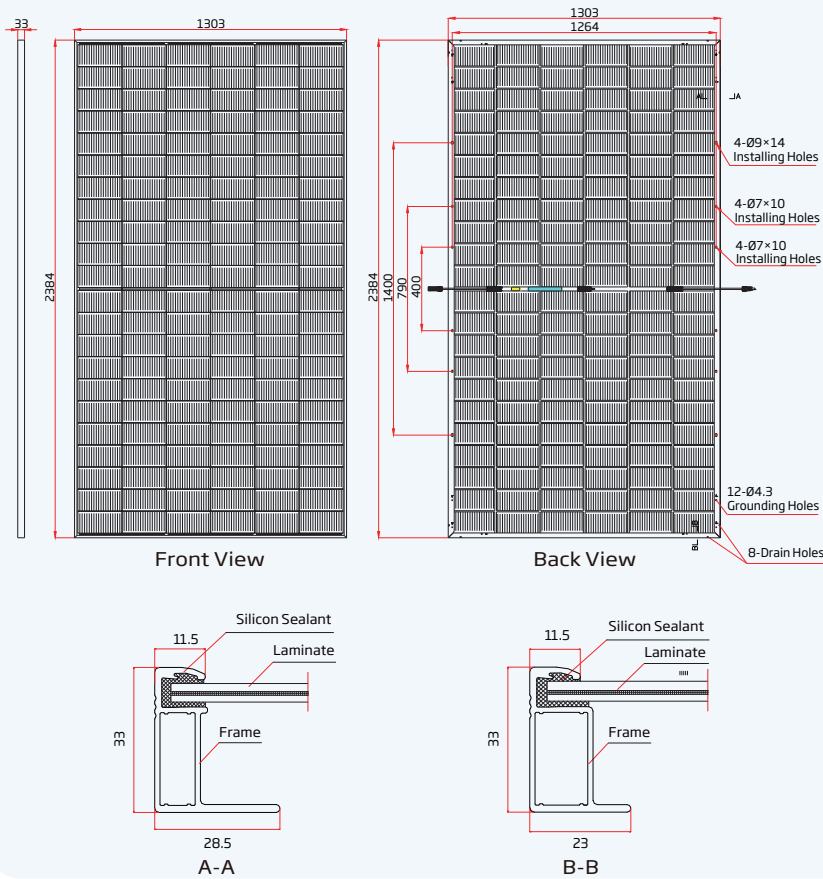 33
1303
2384
Front View
1303
1264
2384
1400
790
400
A
A
4-Ø9×14
Installing Holes
4-Ø7×10
Installing Holes
4-Ø7×10
Installing Holes
12-Ø4.3
Grounding Holes
8-Drain Holes
B
B
Back View
11.5
Silicon Sealant
Laminate
Frame
33
28.5
A-A
11.5
Silicon Sealant
Laminate
Frame
33
23
B-B